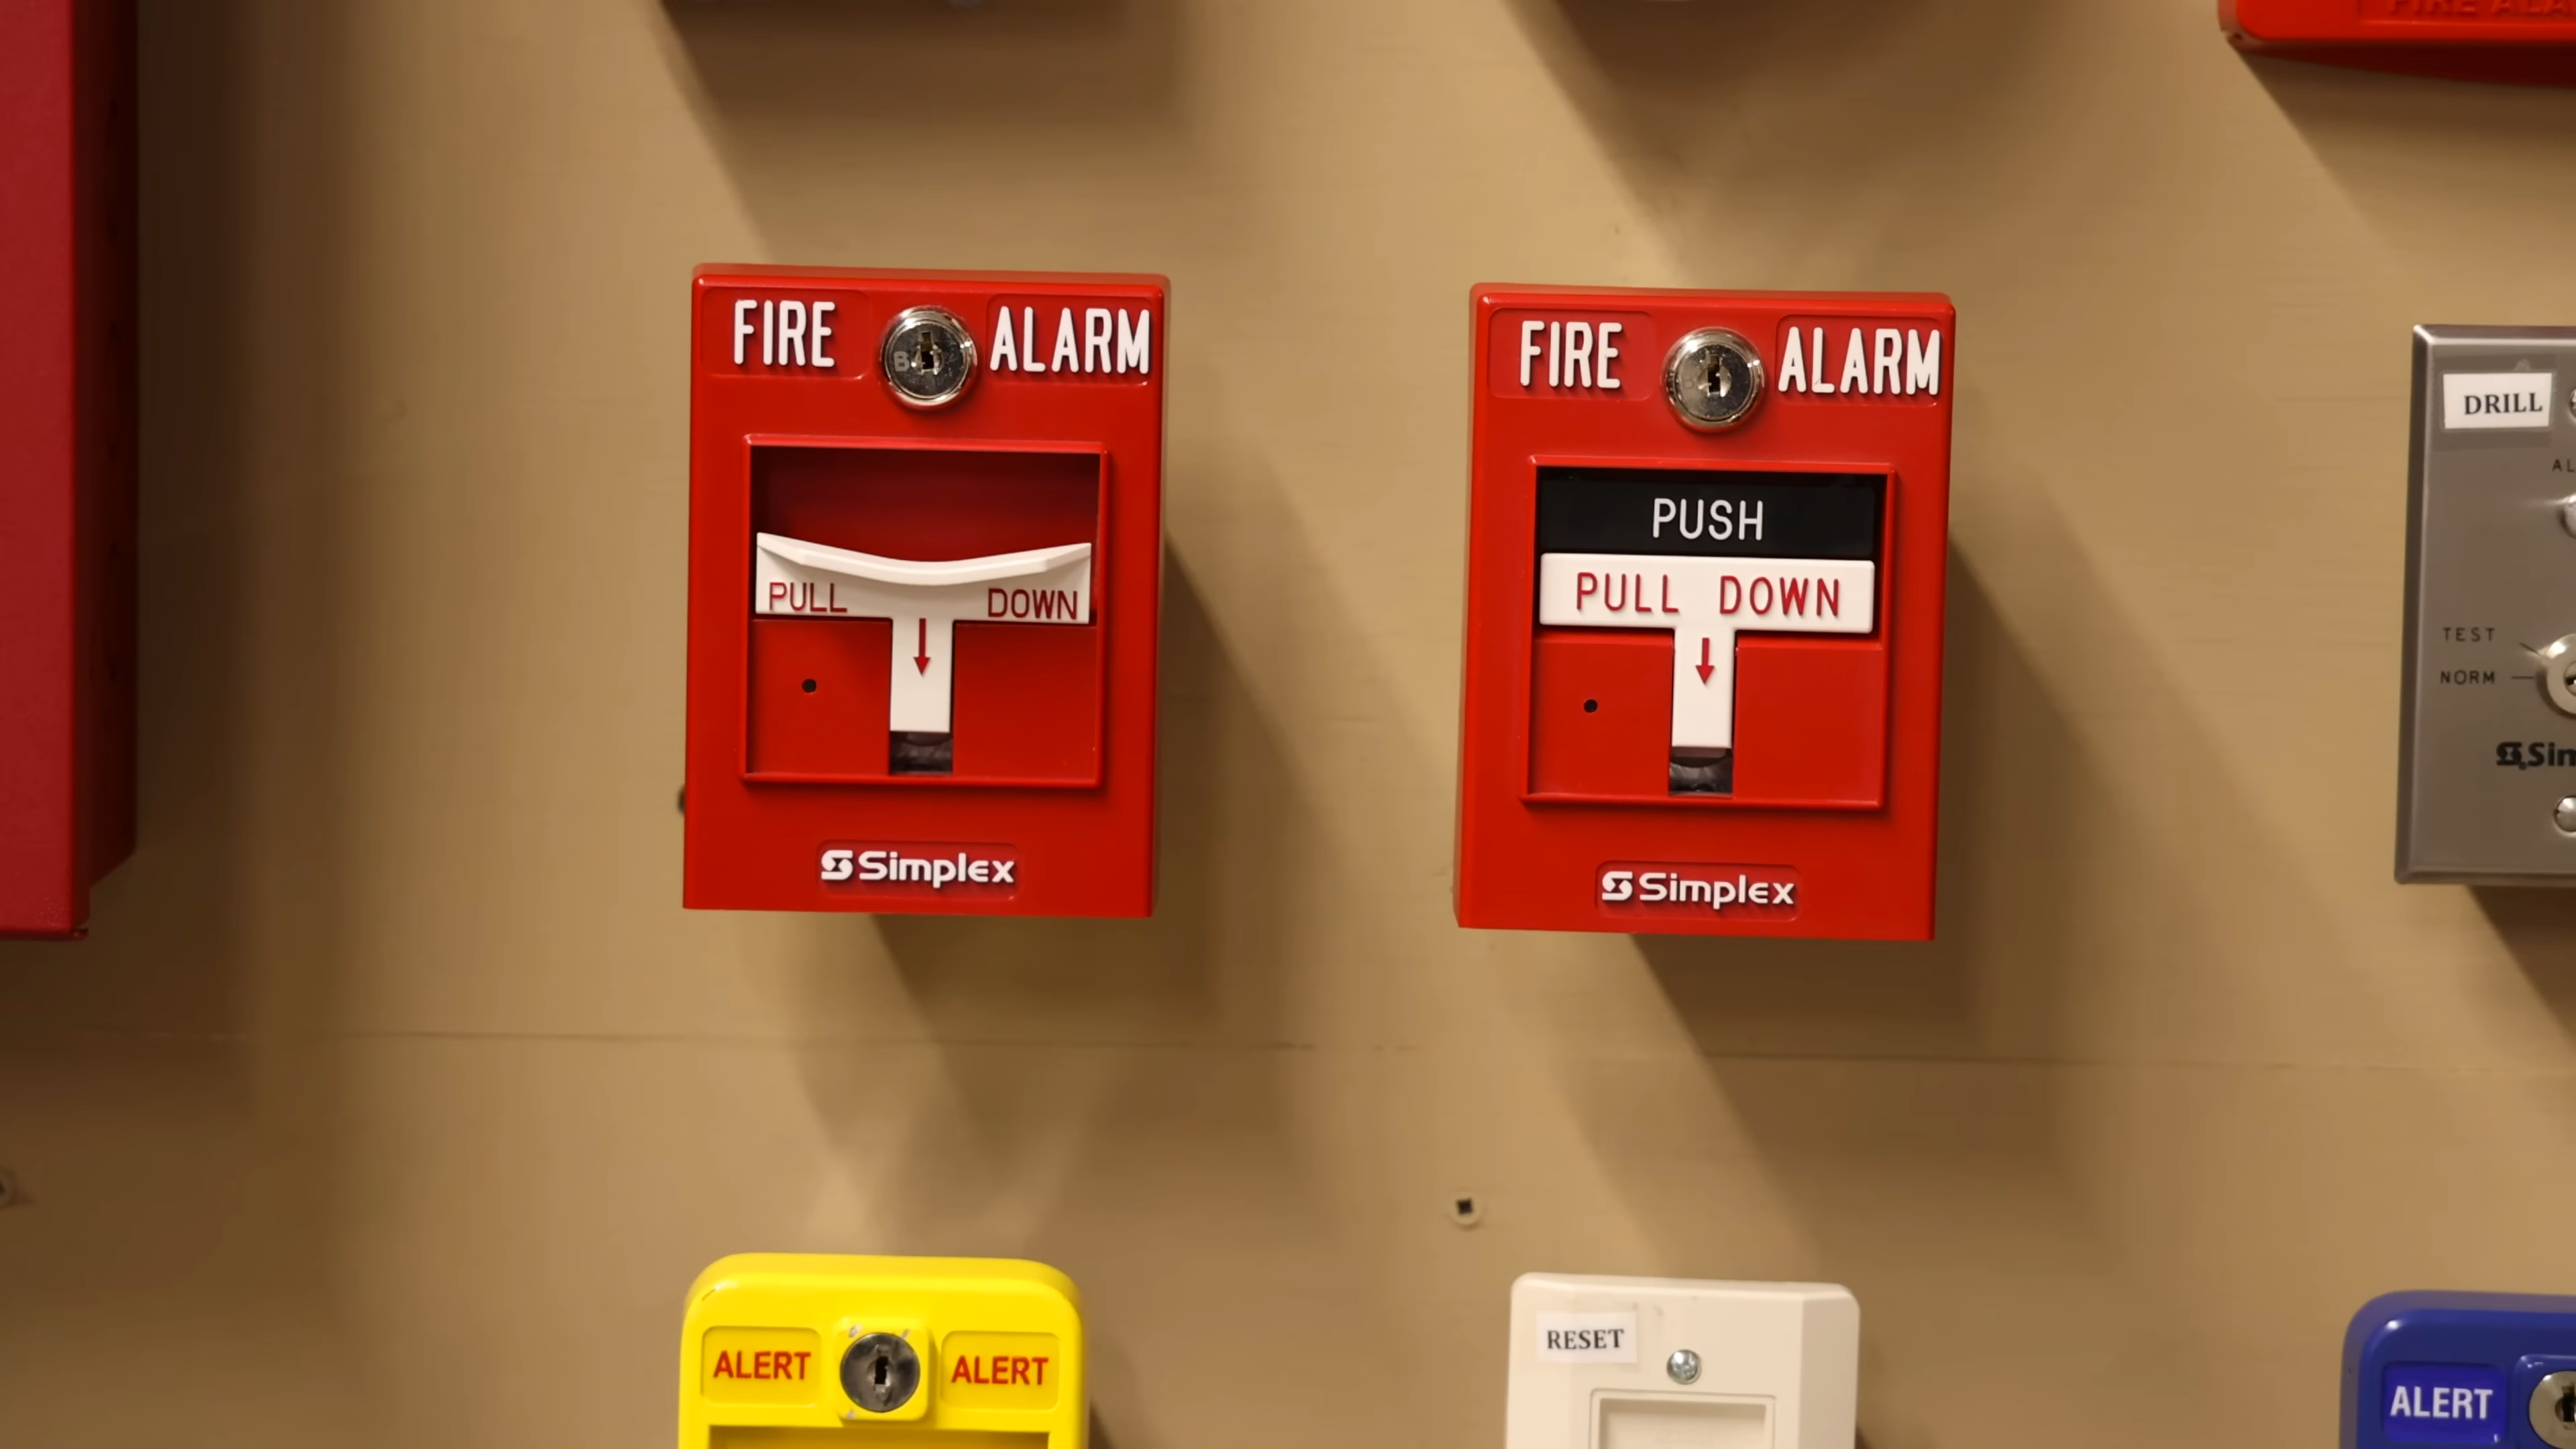 FIRE ALARM
PULL DOWN
Simplex
FIRE ALARM
PUSH
PULL DOWN
Simplex
DRILL
TEST
NORM
ALERT ALERT
RESET
ALERT